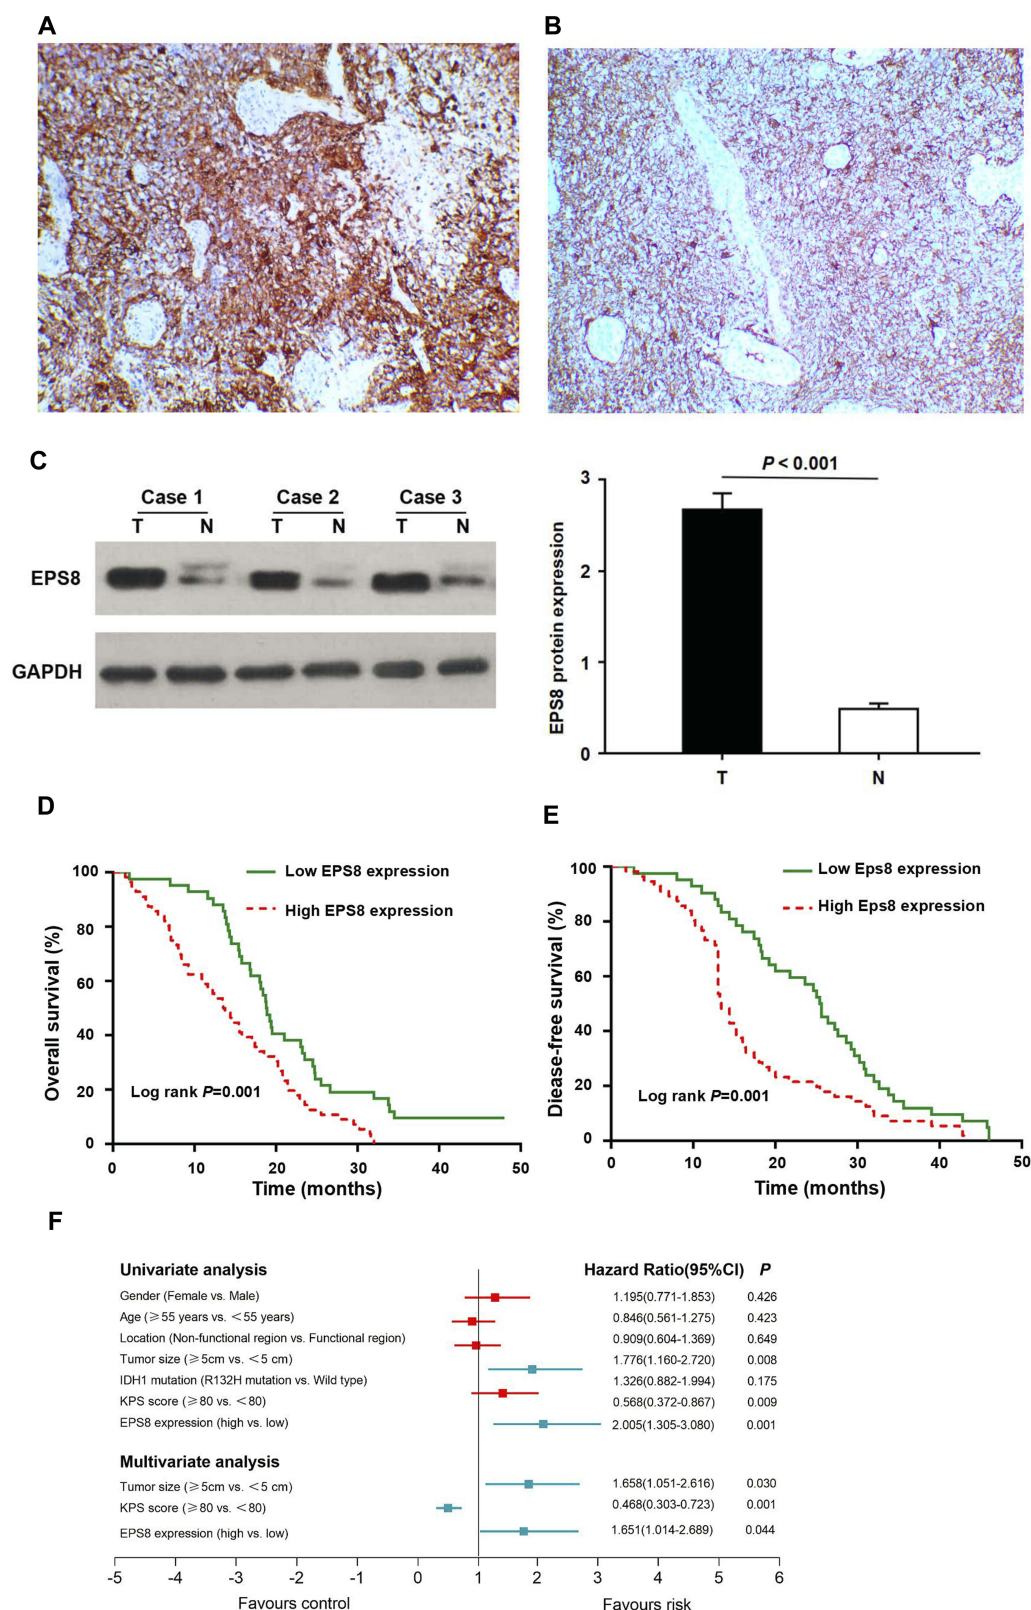 A
B
C
Case 1 Case 2 Case 3
T N T N T N
EPS8
GAPDH
P < 0.001
EPS8 protein expression
3
2
1
0
T N
D
Low EPS8 expression
High EPS8 expression
Overall survival (%)
100
80
60
40
20
0
Log rank P=0.001
0 10 20 30 40 50
Time (months)
E
Low Eps8 expression
High Eps8 expression
Diease-free survival (%)
100
80
60
40
20
0
Log rank P=0.001
0 10 20 30 40 50
Time (months)
F
Univariate analysis Hazard Ratio(95%CI) P
Gender (Female vs. Male) 1.195(0.771-1.853) 0.426
Age (≥55 years vs. <55 years) 0.846(0.561-1.275) 0.423
Location (Non-functional region vs. Functional region) 0.909(0.604-1.369) 0.649
Tumor size (≥5cm vs. <5 cm) 1.776(1.160-2.720) 0.008
IDH1 mutation (R132H mutation vs. Wild type) 1.326(0.882-1.994) 0.175
KPS score (≥80 vs. <80) 0.568(0.372-0.867) 0.009
EPS8 expression (high vs. low) 2.005(1.305-3.080) 0.001
Multivariate analysis
Tumor size (≥5cm vs. <5 cm) 1.658(1.051-2.616) 0.030
KPS score (≥80 vs. <80) 0.468(0.303-0.723) 0.001
EPS8 expression (high vs. low) 1.651(1.014-2.689) 0.044
-5 -4 -3 -2 -1 0 1 2 3 4 5 6
Favours control Favours risk